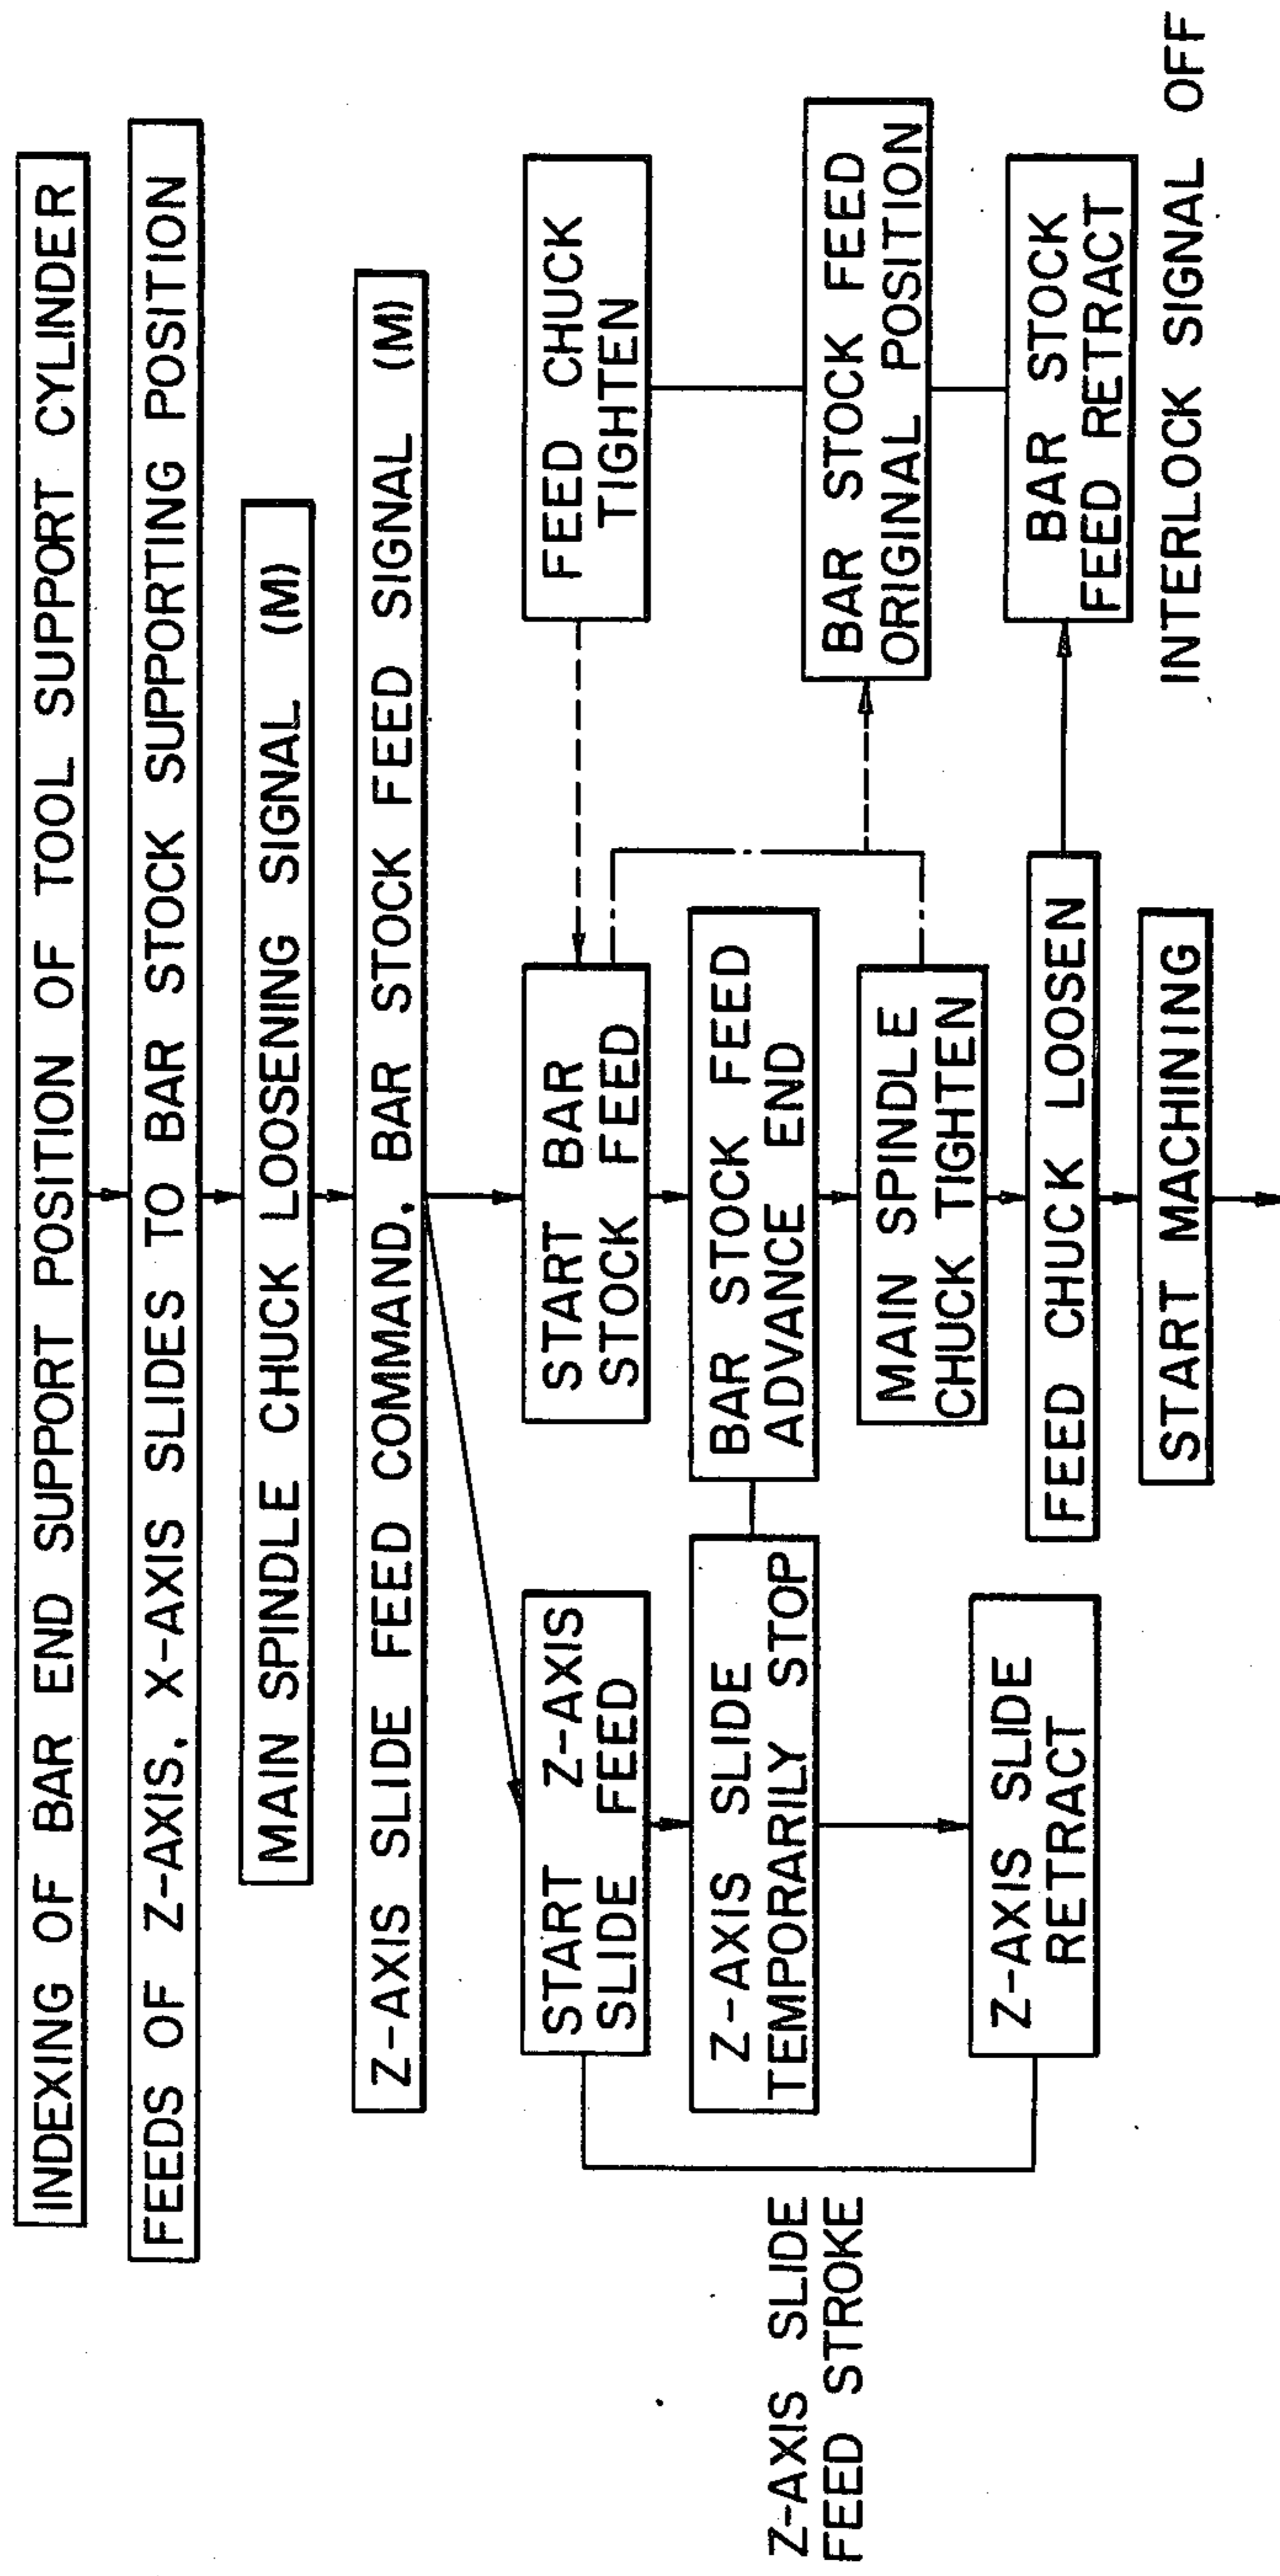 INDEXING OF BAR END SUPPORT POSITION OF TOOL SUPPORT CYLINDER
FEEDS OF Z-AXIS, X-AXIS SLIDES TO BAR STOCK SUPPORTING POSITION
MAIN SPINDLE CHUCK LOOSENING SIGNAL (M)
Z-AXIS SLIDE FEED COMMAND, BAR STOCK FEED SIGNAL (M)
START Z-AXIS
SLIDE FEED
START BAR
STOCK FEED
FEED CHUCK
TIGHTEN
Z-AXIS SLIDE
FEED STROKE
Z-AXIS SLIDE
TEMPORARILY STOP
BAR STOCK FEED
ADVANCE END
BAR STOCK FEED
ORIGINAL POSITION
MAIN SPINDLE
CHUCK TIGHTEN
Z-AXIS SLIDE
RETRACT
FEED CHUCK LOOSEN
BAR STOCK
FEED RETRACT
START MACHINING
INTERLOCK SIGNAL OFF